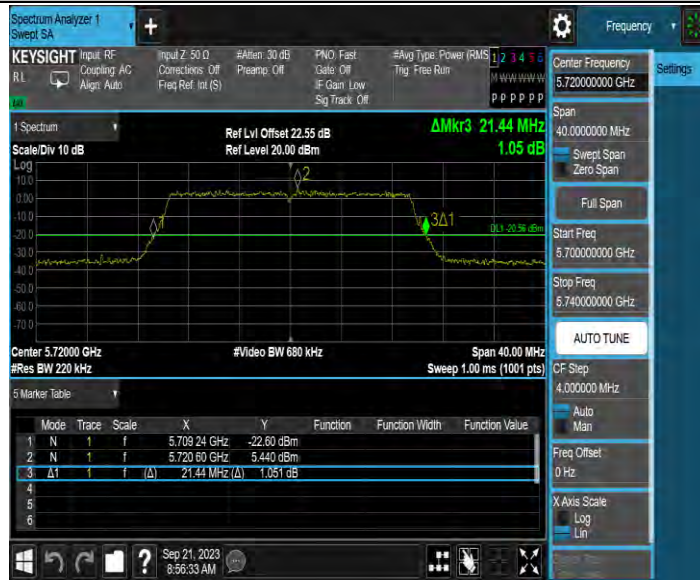 Spectrum Analyzer 1
Swept SA
Frequency
Settings
KEYSIGHT
RL
Input: RF
Coupling: AC
Align: Auto
Input Z: 50 Ω
Corrections: Off
Freq Ref: Int (S)
#Atten: 30 dB
Preamp: Off
PNO: Fast
Gate: Off
IF Gain: Low
Sig Track: Off
#Avg Type: Power (RMS
Trig: Free Run
1 2 3 4 5 6
M W W W W W
P P P P P P
1 Spectrum
Scale/Div 10 dB
Ref Lvl Offset 22.55 dB
Ref Level 20.00 dBm
ΔMkr3 21.44 MHz
1.05 dB
Log
10.0
0.00
-10.0
-20.0
-30.0
-40.0
-50.0
-60.0
-70.0
2
3Δ1
DL1 -20.56 dBm
Center 5.72000 GHz
#Res BW 220 kHz
#Video BW 680 kHz
Span 40.00 MHz
Sweep 1.00 ms (1001 pts)
5 Marker Table
Mode Trace Scale X Y Function Function Width Function Value
1 N 1 f 5.709 24 GHz -22.60 dBm
2 N 1 f 5.720 60 GHz 5.440 dBm
3 Δ1 1 f (Δ) 21.44 MHz (Δ) 1.051 dB
4
5
6
Sep 21, 2023
8:56:33 AM
Center Frequency
5.720000000 GHz
Span
40.0000000 MHz
Swept Span
Zero Span
Full Span
Start Freq
5.700000000 GHz
Stop Freq
5.740000000 GHz
AUTO TUNE
CF Step
4.000000 MHz
Auto
Man
Freq Offset
0 Hz
X Axis Scale
Log
Lin